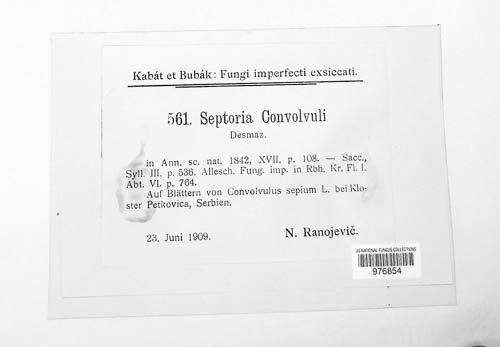 Kabát et Bubák: Fungi imperfecti exsiccati.
561. Septoria Convolvuli
Desmaz.
in Ann. sc. nat. 1842, XVII. p. 108. — Sacc.,
Syll. III. p. 536. Allesch. Fung. imp. in Rbh. Kr. Fl. I.
Abt. VI. p. 764.
Auf Blättern von Convolvulus sepium L. bei Klo-
ster Petkovica, Serbien.
23. Juni 1909.
N. Ranojevič.
US NATIONAL FUNGUS COLLECTIONS
976854